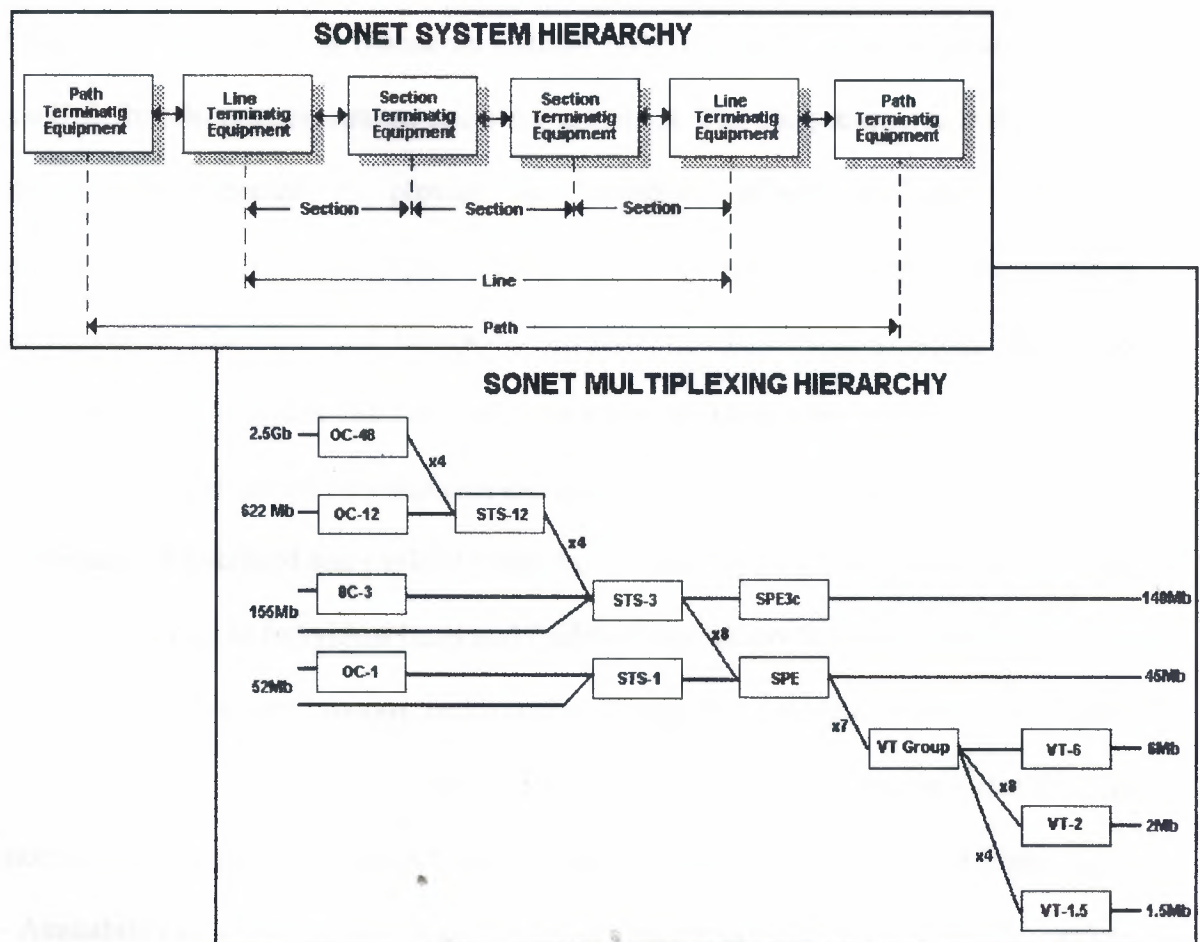 SONET SYSTEM HIERARCHY
Path Terminatig Equipment
Line Terminatig Equipment
Section Terminatig Equipment
Section Terminatig Equipment
Line Terminatig Equipment
Path Terminatig Equipment
Section
Section
Section
Line
Path
SONET MULTIPLEXING HIERARCHY
2.5Gb
OC-48
x4
622 Mb
OC-12
STS-12
x4
155Mb
8C-3
STS-3
SPE3c
140Mb
x8
52Mb
OC-1
STS-1
SPE
45Mb
x7
VT Group
VT-6
6Mb
x8
VT-2
2Mb
x4
VT-1.5
1.5Mb